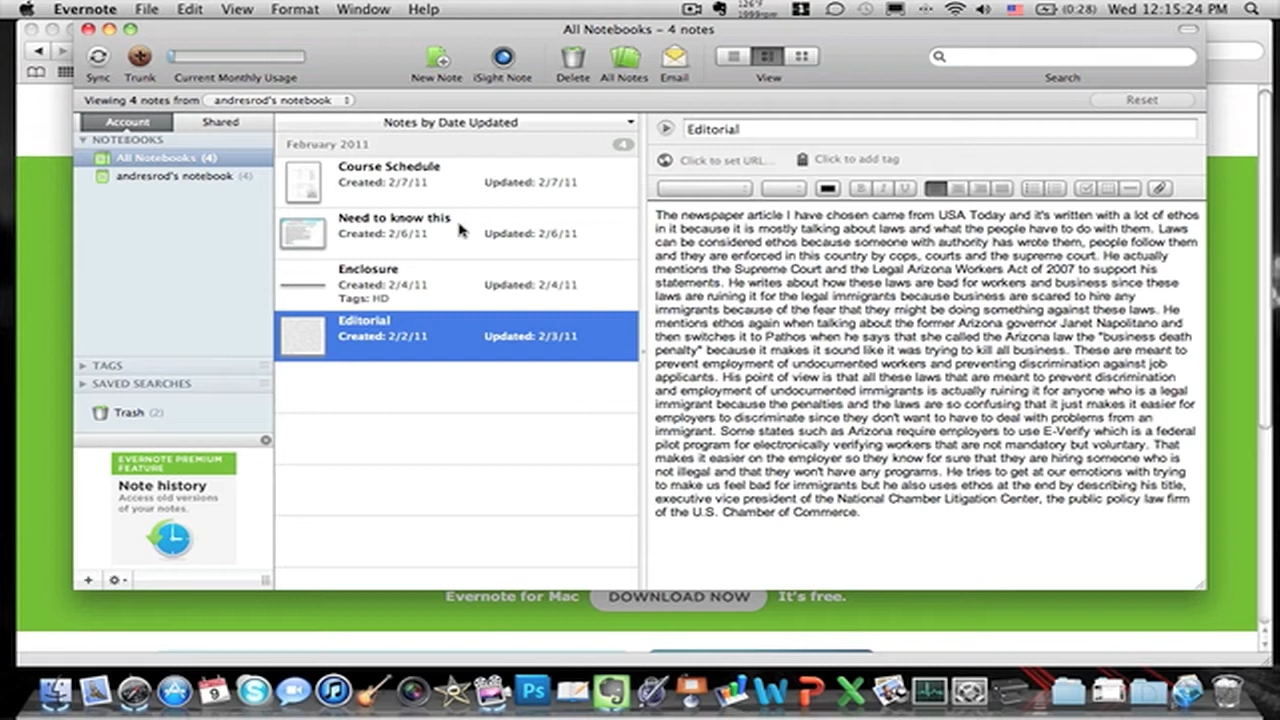 Evernote File Edit View Format Window Help
126°F
1999rpm
(0:28) Wed 12:15:24 PM
All Notebooks – 4 notes
Sync Trunk Current Monthly Usage New Note iSight Note Delete All Notes Email View Search
Viewing 4 notes from andresrod's notebook Reset
Account Shared
NOTEBOOKS
All Notebooks (4)
andresrod's notebook (4)
TAGS
SAVED SEARCHES
Trash (2)
EVERNOTE PREMIUM
FEATURE
Note history
Access old versions
of your notes.
Notes by Date Updated
February 2011 4
Course Schedule
Created: 2/7/11 Updated: 2/7/11
Need to know this
Created: 2/6/11 Updated: 2/6/11
Enclosure
Created: 2/4/11 Updated: 2/4/11
Tags: HD
Editorial
Created: 2/2/11 Updated: 2/3/11
Editorial
Click to set URL... Click to add tag
B I U
The newspaper article I have chosen came from USA Today and it's written with a lot of ethos
in it because it is mostly talking about laws and what the people have to do with them. Laws
can be considered ethos because someone with authority has wrote them, people follow them
and they are enforced in this country by cops, courts and the supreme court. He actually
mentions the Supreme Court and the Legal Arizona Workers Act of 2007 to support his
statements. He writes about how these laws are bad for workers and business since these
laws are ruining it for the legal immigrants because business are scared to hire any
immigrants because of the fear that they might be doing something against these laws. He
mentions ethos again when talking about the former Arizona governor Janet Napolitano and
then switches it to Pathos when he says that she called the Arizona law the "business death
penalty" because it makes it sound like it was trying to kill all business. These are meant to
prevent employment of undocumented workers and preventing discrimination against job
applicants. His point of view is that all these laws that are meant to prevent discrimination
and employment of undocumented immigrants is actually ruining it for anyone who is a legal
immigrant because the penalties and the laws are so confusing that it just makes it easier for
employers to discriminate since they don't want to have to deal with problems from an
immigrant. Some states such as Arizona require employers to use E-Verify which is a federal
pilot program for electronically verifying workers that are not mandatory but voluntary. That
makes it easier on the employer so they know for sure that they are hiring someone who is
not illegal and that they won't have any programs. He tries to get at our emotions with trying
to make us feel bad for immigrants but he also uses ethos at the end by describing his title,
executive vice president of the National Chamber Litigation Center, the public policy law firm
of the U.S. Chamber of Commerce.
Evernote for Mac DOWNLOAD NOW It's free.
9
Ps